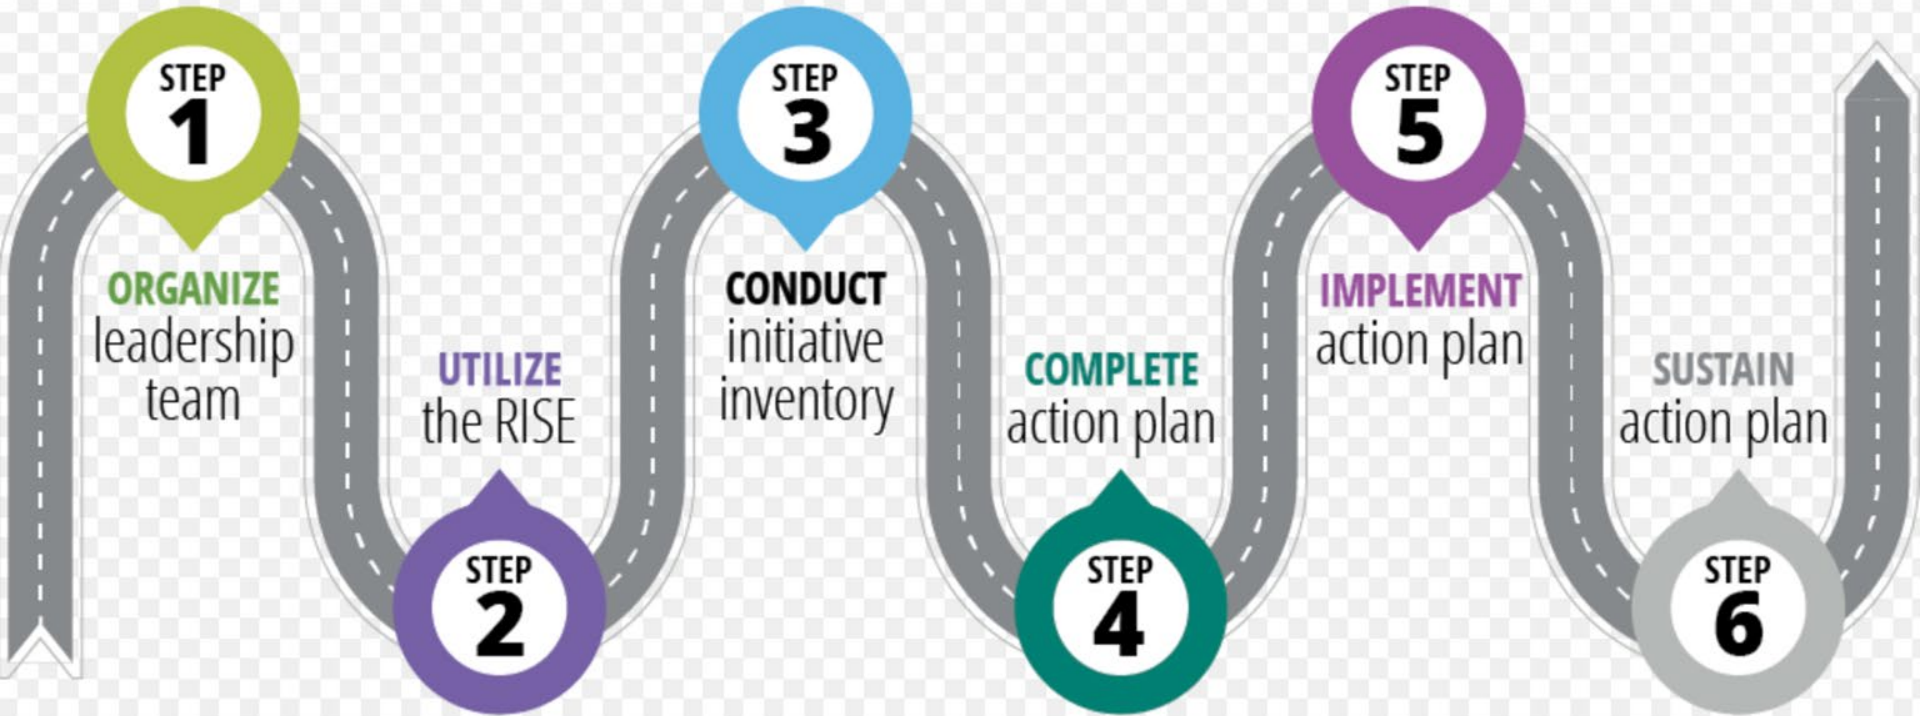 STEP
1
ORGANIZE
leadership
team
STEP
2
UTILIZE
the RISE
STEP
3
CONDUCT
initiative
inventory
STEP
4
COMPLETE
action plan
STEP
5
IMPLEMENT
action plan
STEP
6
SUSTAIN
action plan